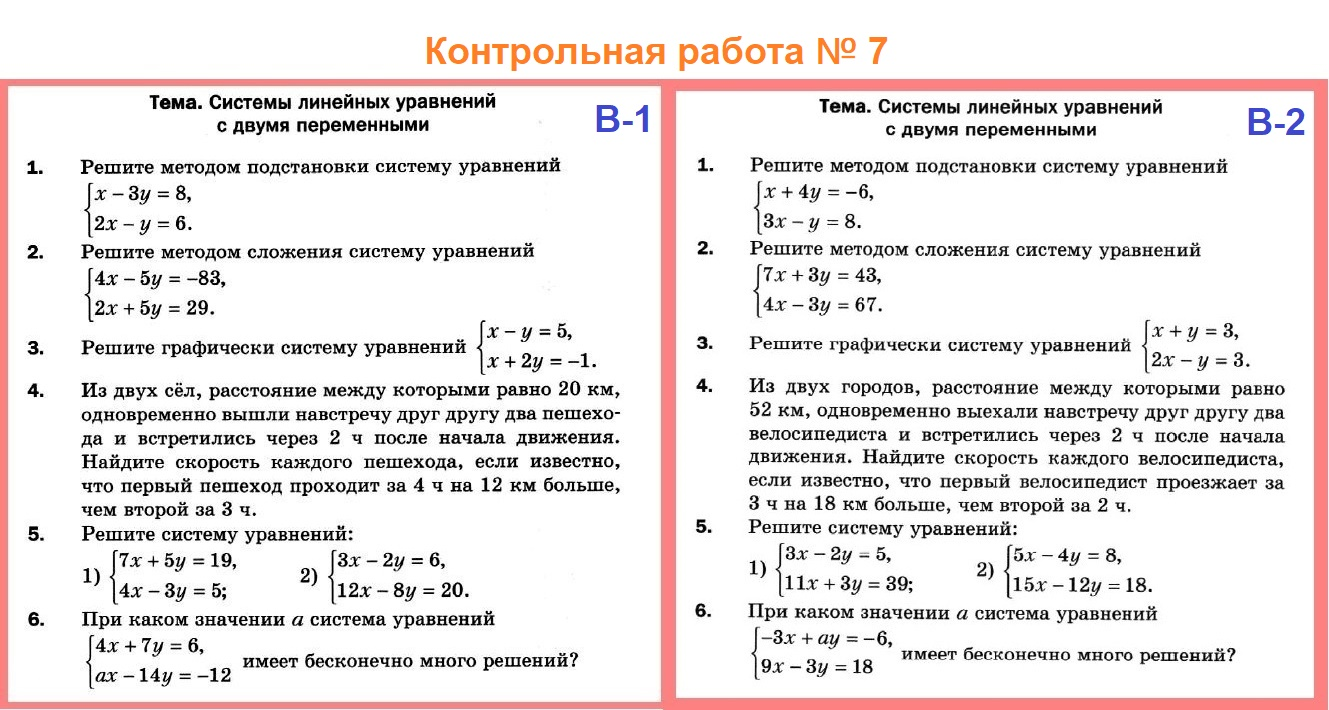 Контрольная работа № 7
Тема. Системы линейных уравнений
с двумя переменными
В-1
1. Решите методом подстановки систему уравнений
{x – 3y = 8,
2x – y = 6.
2. Решите методом сложения систему уравнений
{4x – 5y = –83,
2x + 5y = 29.
3. Решите графически систему уравнений {x – y = 5,
x + 2y = –1.
4. Из двух сёл, расстояние между которыми равно 20 км,
одновременно вышли навстречу друг другу два пешехо-
да и встретились через 2 ч после начала движения.
Найдите скорость каждого пешехода, если известно,
что первый пешеход проходит за 4 ч на 12 км больше,
чем второй за 3 ч.
5. Решите систему уравнений:
1) {7x + 5y = 19, 2) {3x – 2y = 6,
4x – 3y = 5; 12x – 8y = 20.
6. При каком значении a система уравнений
{4x + 7y = 6,
ax – 14y = –12 имеет бесконечно много решений?
Тема. Системы линейных уравнений
с двумя переменными
В-2
1. Решите методом подстановки систему уравнений
{x + 4y = –6,
3x – y = 8.
2. Решите методом сложения систему уравнений
{7x + 3y = 43,
4x – 3y = 67.
3. Решите графически систему уравнений {x + y = 3,
2x – y = 3.
4. Из двух городов, расстояние между которыми равно
52 км, одновременно выехали навстречу друг другу два
велосипедиста и встретились через 2 ч после начала
движения. Найдите скорость каждого велосипедиста,
если известно, что первый велосипедист проезжает за
3 ч на 18 км больше, чем второй за 2 ч.
5. Решите систему уравнений:
1) {3x – 2y = 5, 2) {5x – 4y = 8,
11x + 3y = 39; 15x – 12y = 18.
6. При каком значении a система уравнений
{–3x + ay = –6,
9x – 3y = 18 имеет бесконечно много решений?